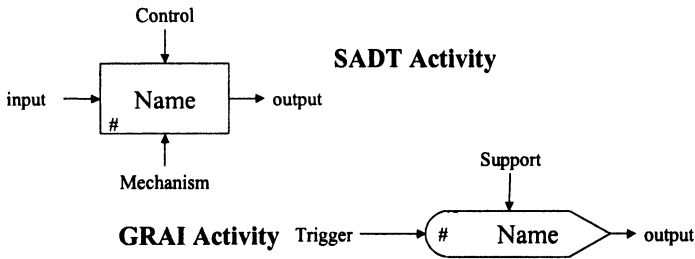 Control
SADT Activity
input
Name
output
#
Mechanism
Support
GRAI Activity
Trigger
#
Name
output